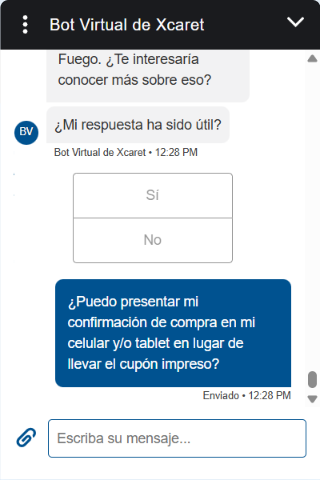 Bot Virtual de Xcaret
Fuego. ¿Te interesaría
conocer más sobre eso?
¿Mi respuesta ha sido útil?
BV
Bot Virtual de Xcaret • 12:28 PM
Sí
No
¿Puedo presentar mi
confirmación de compra en mi
celular y/o tablet en lugar de
llevar el cupón impreso?
Enviado • 12:28 PM
Escriba su mensaje...